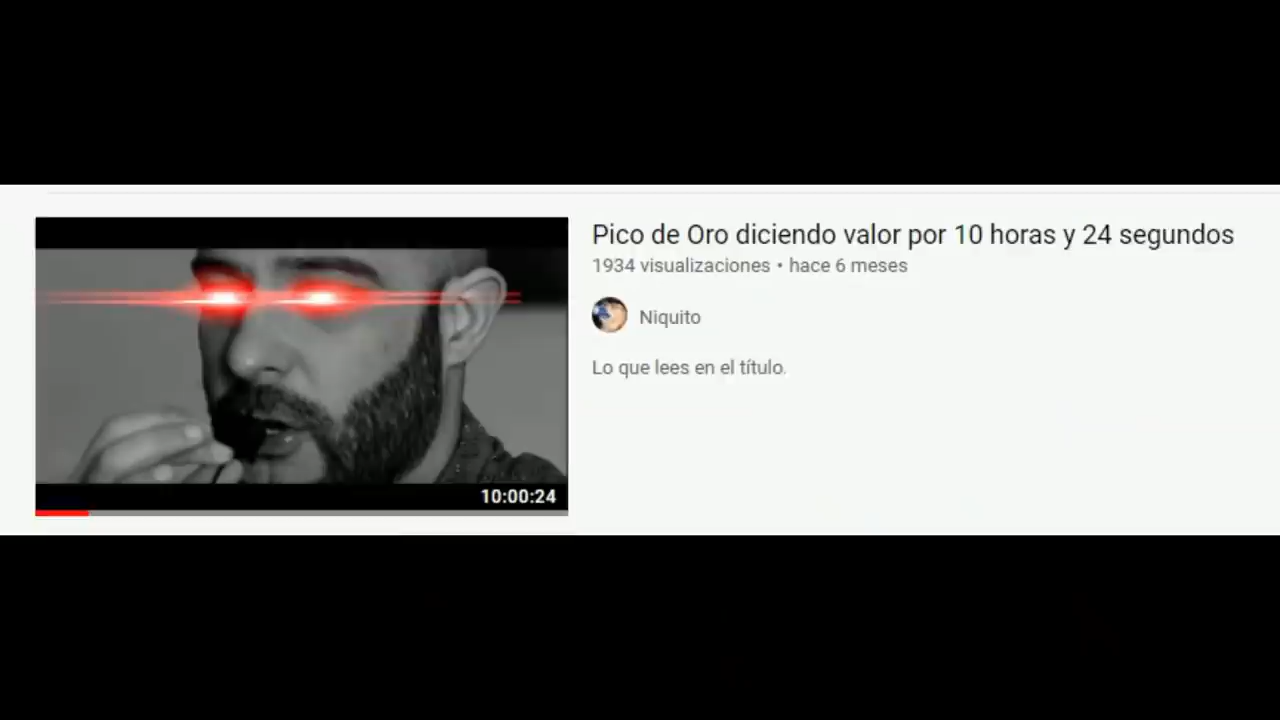 Pico de Oro diciendo valor por 10 horas y 24 segundos
1934 visualizaciones • hace 6 meses
Niquito
Lo que lees en el título.
10:00:24